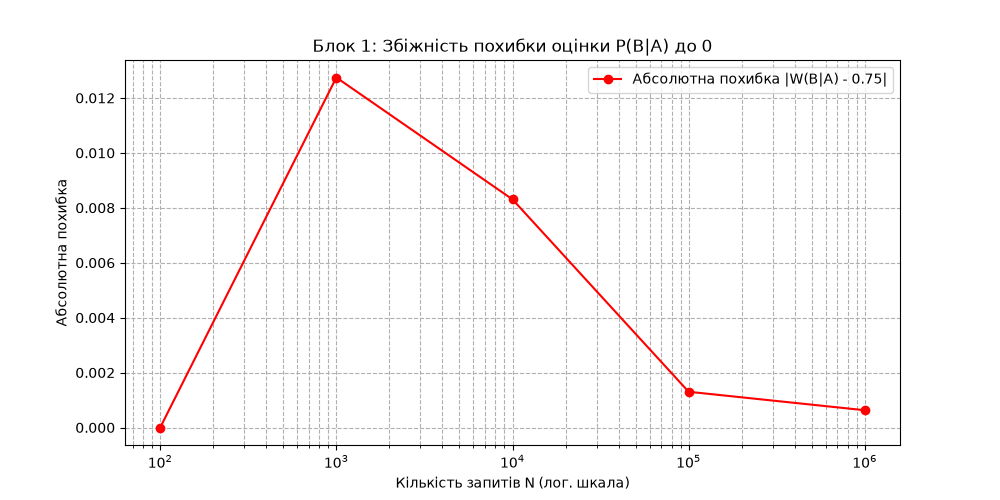 Блок 1: Збіжність похибки оцінки P(B|A) до 0
Абсолютна похибка |W(B|A) - 0.75|
Абсолютна похибка
0.012
0.010
0.008
0.006
0.004
0.002
0.000
10² 10³ 10⁴ 10⁵ 10⁶
Кількість запитів N (лог. шкала)